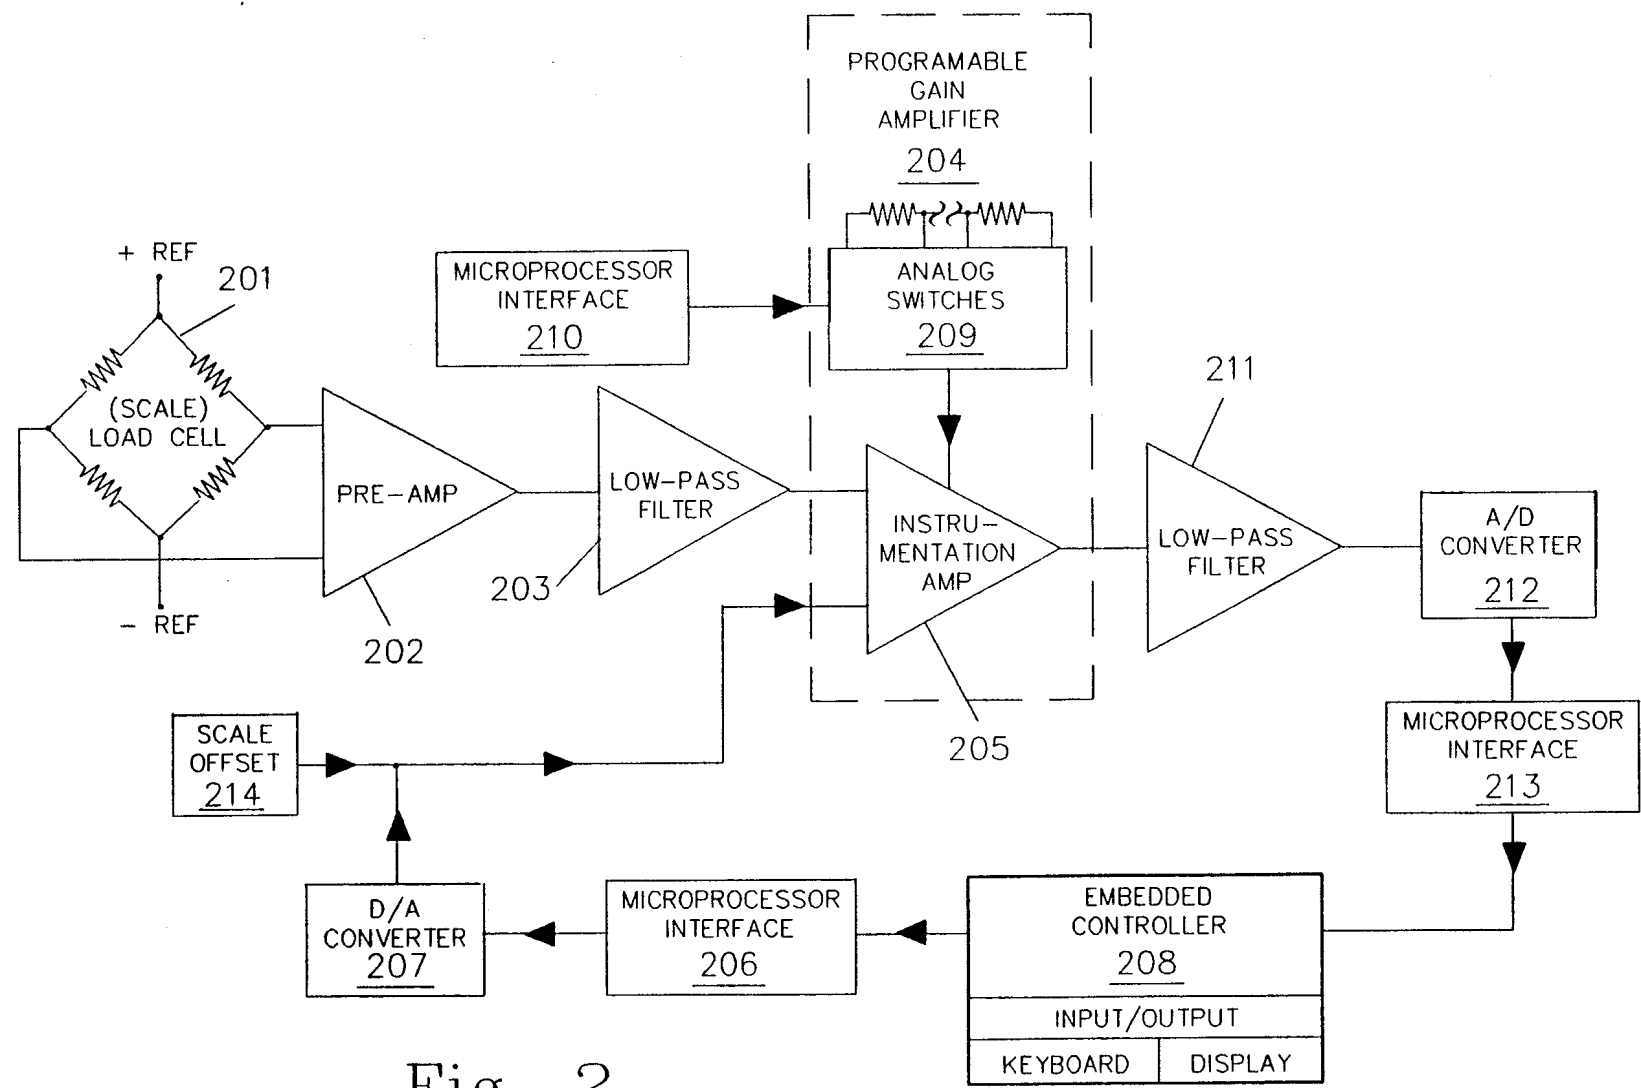 PROGRAMABLE
GAIN
AMPLIFIER
204
+ REF
201
MICROPROCESSOR
INTERFACE
210
ANALOG
SWITCHES
209
211
(SCALE)
LOAD CELL
PRE-AMP
LOW-PASS
FILTER
INSTRU-
MENTATION
AMP
LOW-PASS
FILTER
A/D
CONVERTER
212
203
- REF
202
205
SCALE
OFFSET
214
MICROPROCESSOR
INTERFACE
213
D/A
CONVERTER
207
MICROPROCESSOR
INTERFACE
206
EMBEDDED
CONTROLLER
208
INPUT/OUTPUT
KEYBOARD
DISPLAY
Fig. 2